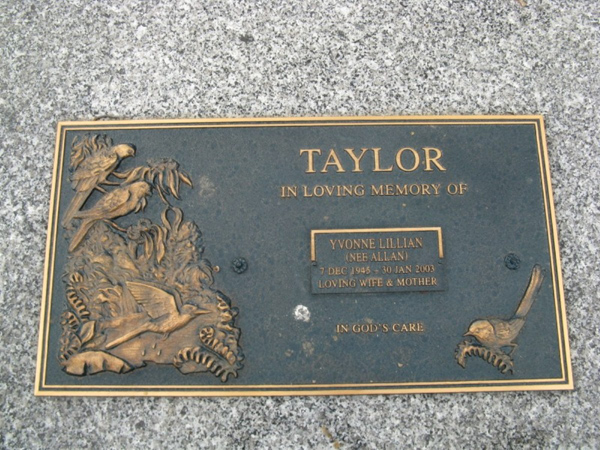 TAYLOR
IN LOVING MEMORY OF
YVONNE LILLIAN
(NEE ALLAN)
7 DEC 1945 - 30 JAN 2003
LOVING WIFE & MOTHER
IN GOD'S CARE